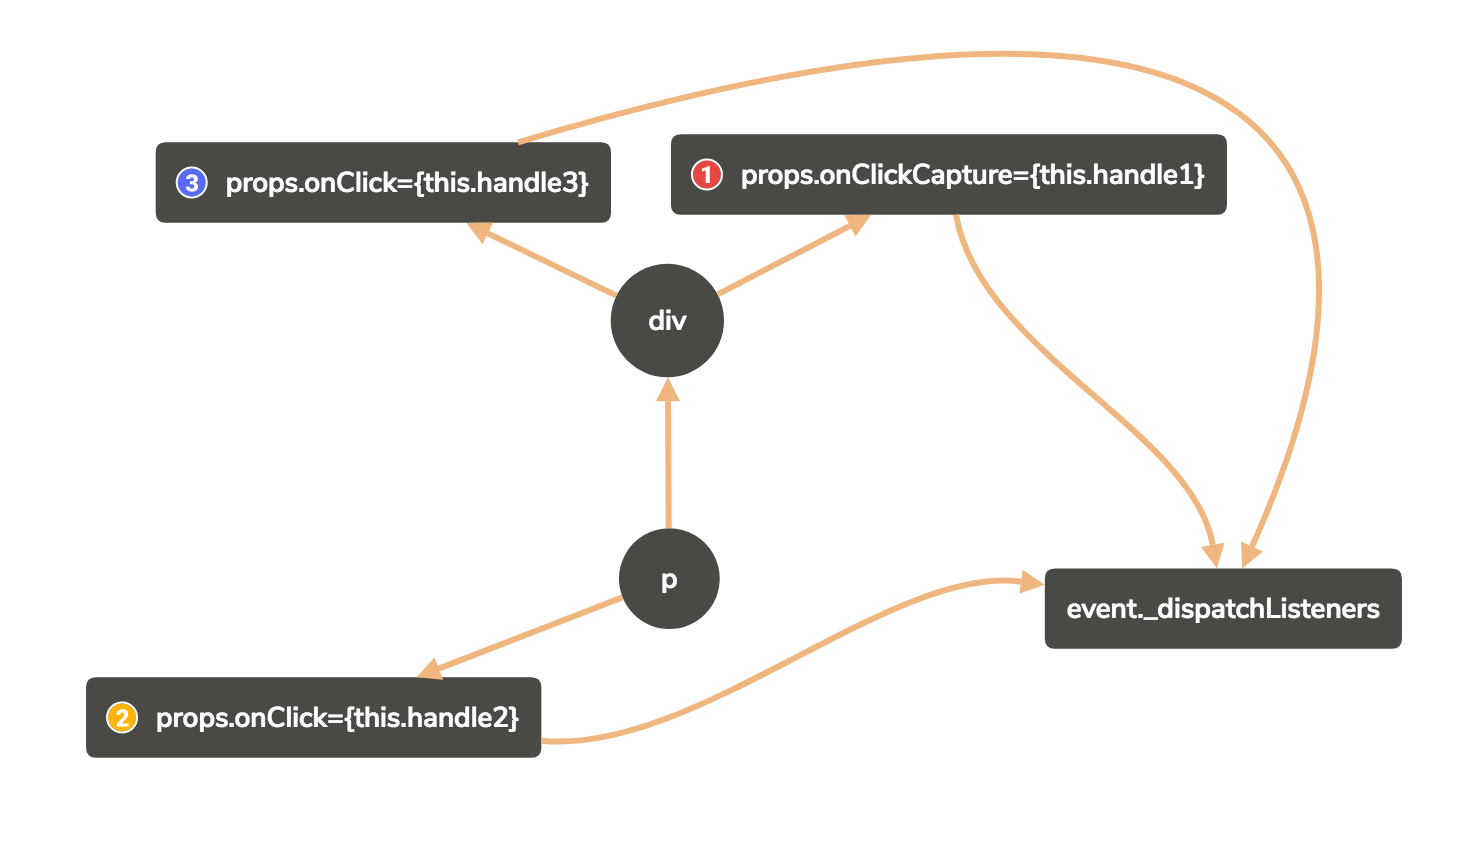 3 props.onClick={this.handle3}
1 props.onClickCapture={this.handle1}
div
p
event._dispatchListeners
2 props.onClick={this.handle2}